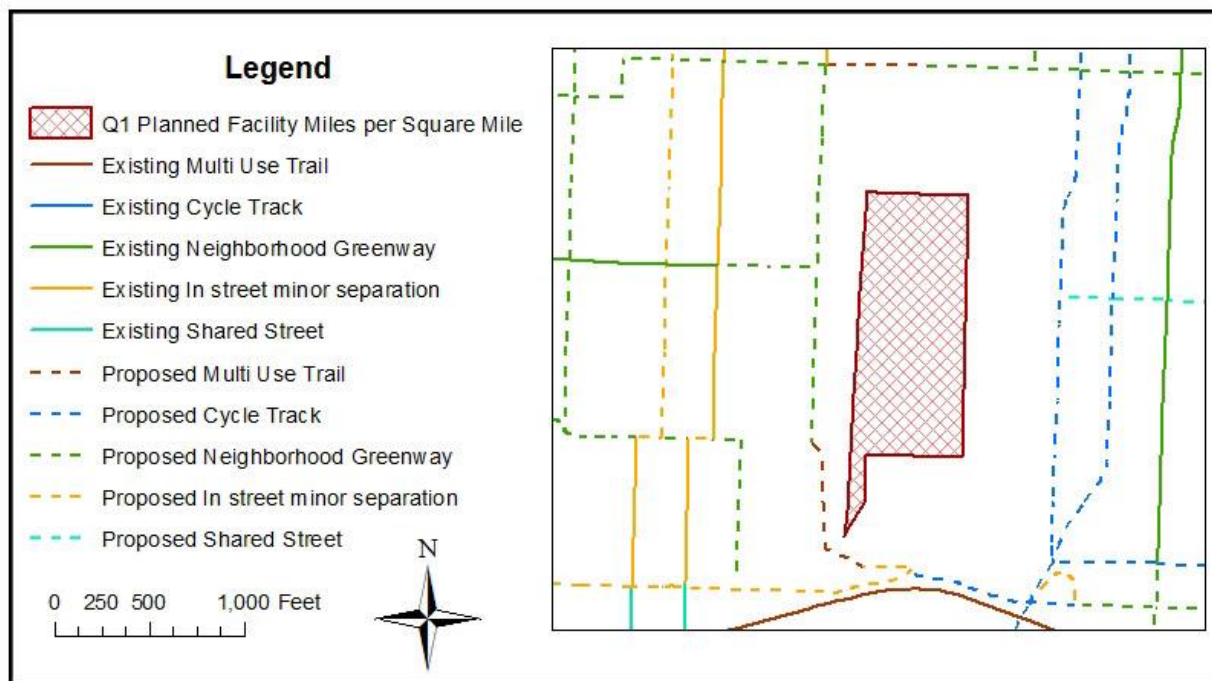 Legend
Q1 Planned Facility Miles per Square Mile
Existing Multi Use Trail
Existing Cycle Track
Existing Neighborhood Greenway
Existing In street minor separation
Existing Shared Street
Proposed Multi Use Trail
Proposed Cycle Track
Proposed Neighborhood Greenway
Proposed In street minor separation
Proposed Shared Street
N
0 250 500 1,000 Feet